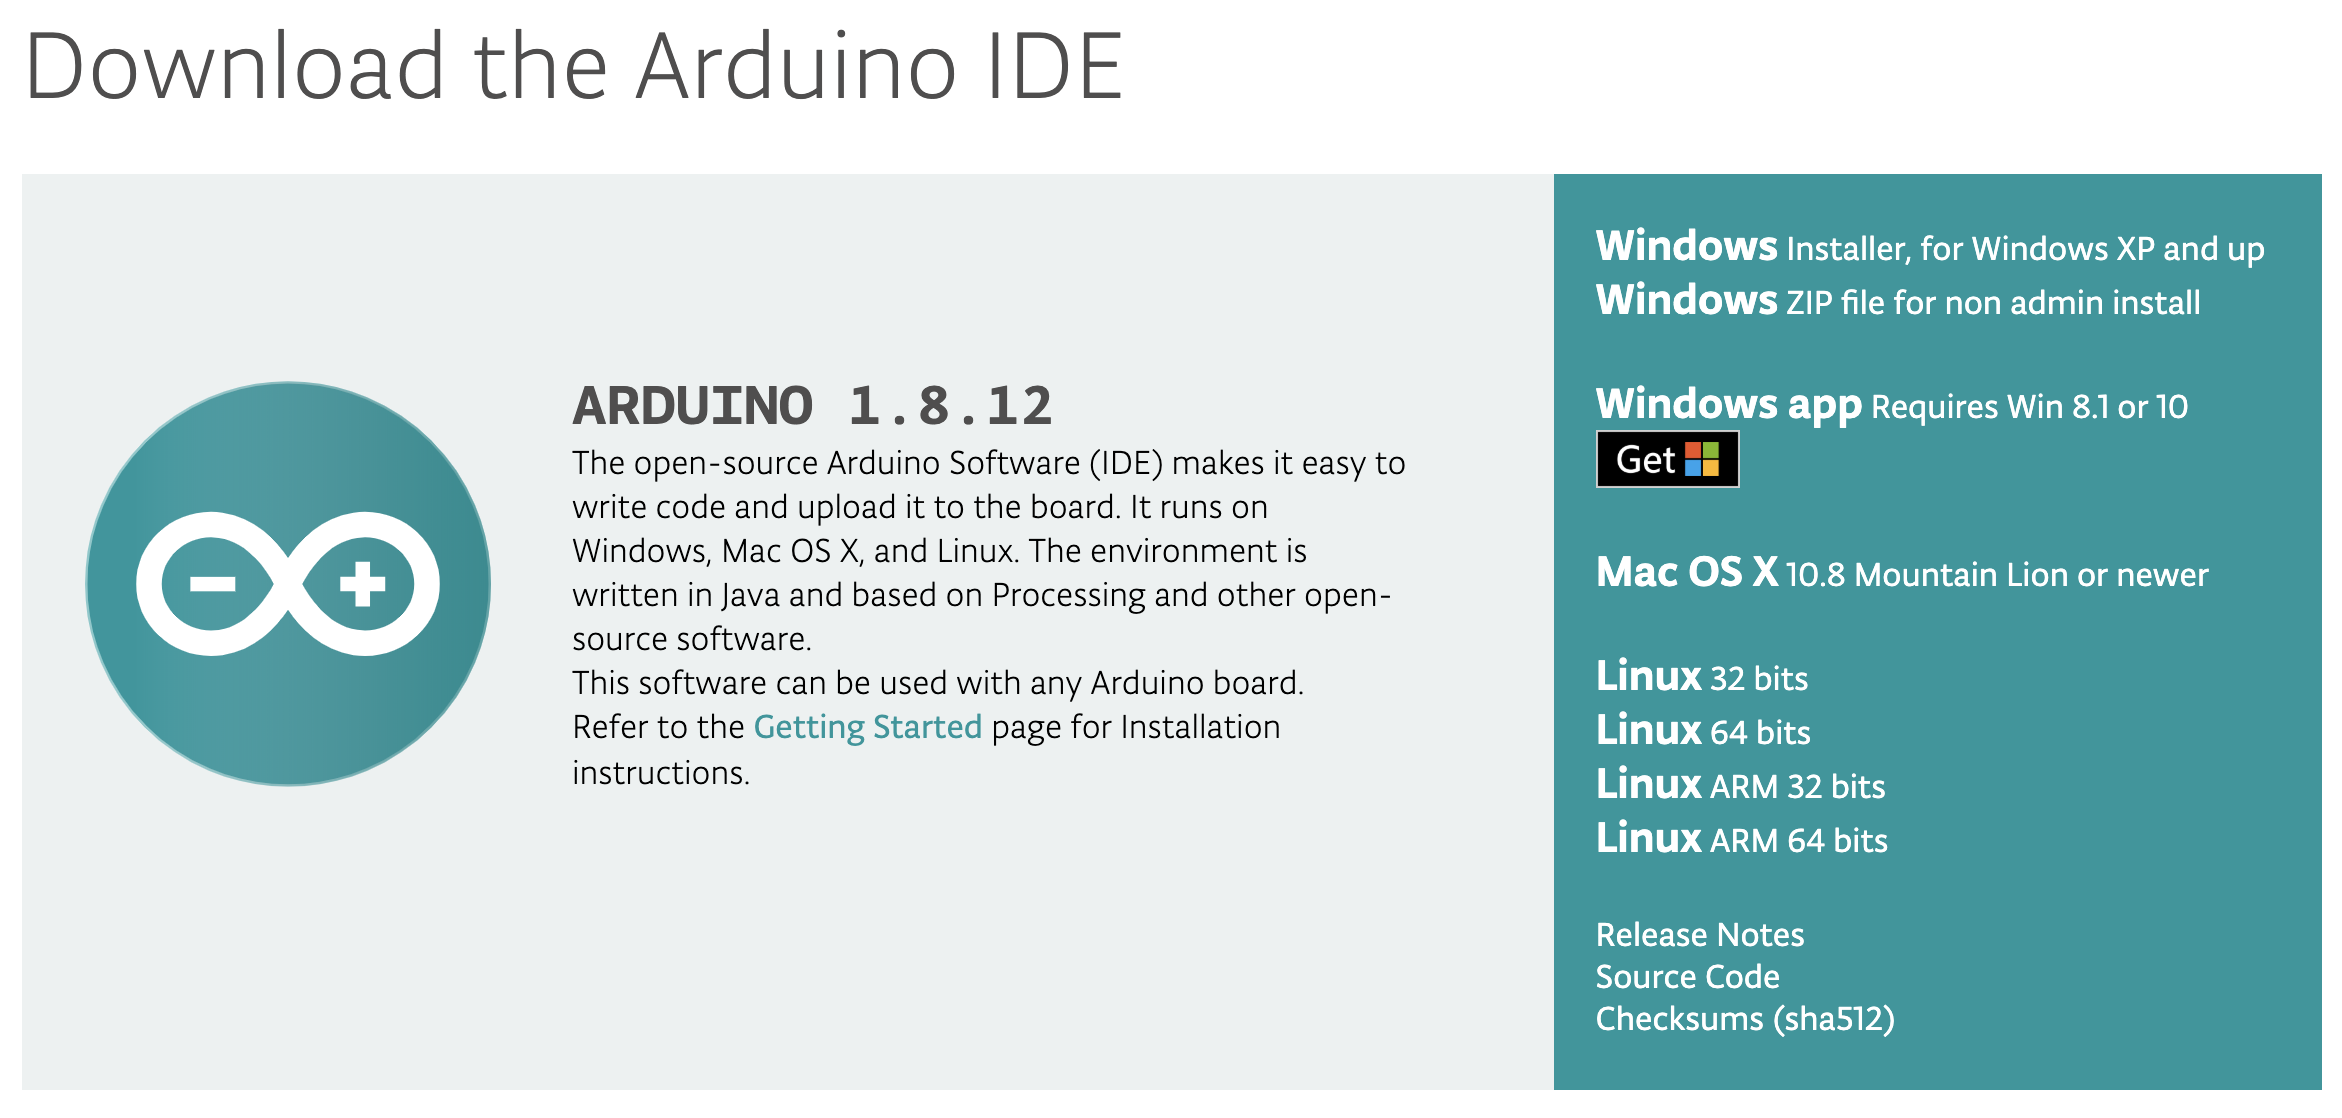 Download the Arduino IDE
ARDUINO 1.8.12
The open-source Arduino Software (IDE) makes it easy to
write code and upload it to the board. It runs on
Windows, Mac OS X, and Linux. The environment is
written in Java and based on Processing and other open-
source software.
This software can be used with any Arduino board.
Refer to the Getting Started page for Installation
instructions.
Windows Installer, for Windows XP and up
Windows ZIP file for non admin install
Windows app Requires Win 8.1 or 10
Get
Mac OS X 10.8 Mountain Lion or newer
Linux 32 bits
Linux 64 bits
Linux ARM 32 bits
Linux ARM 64 bits
Release Notes
Source Code
Checksums (sha512)